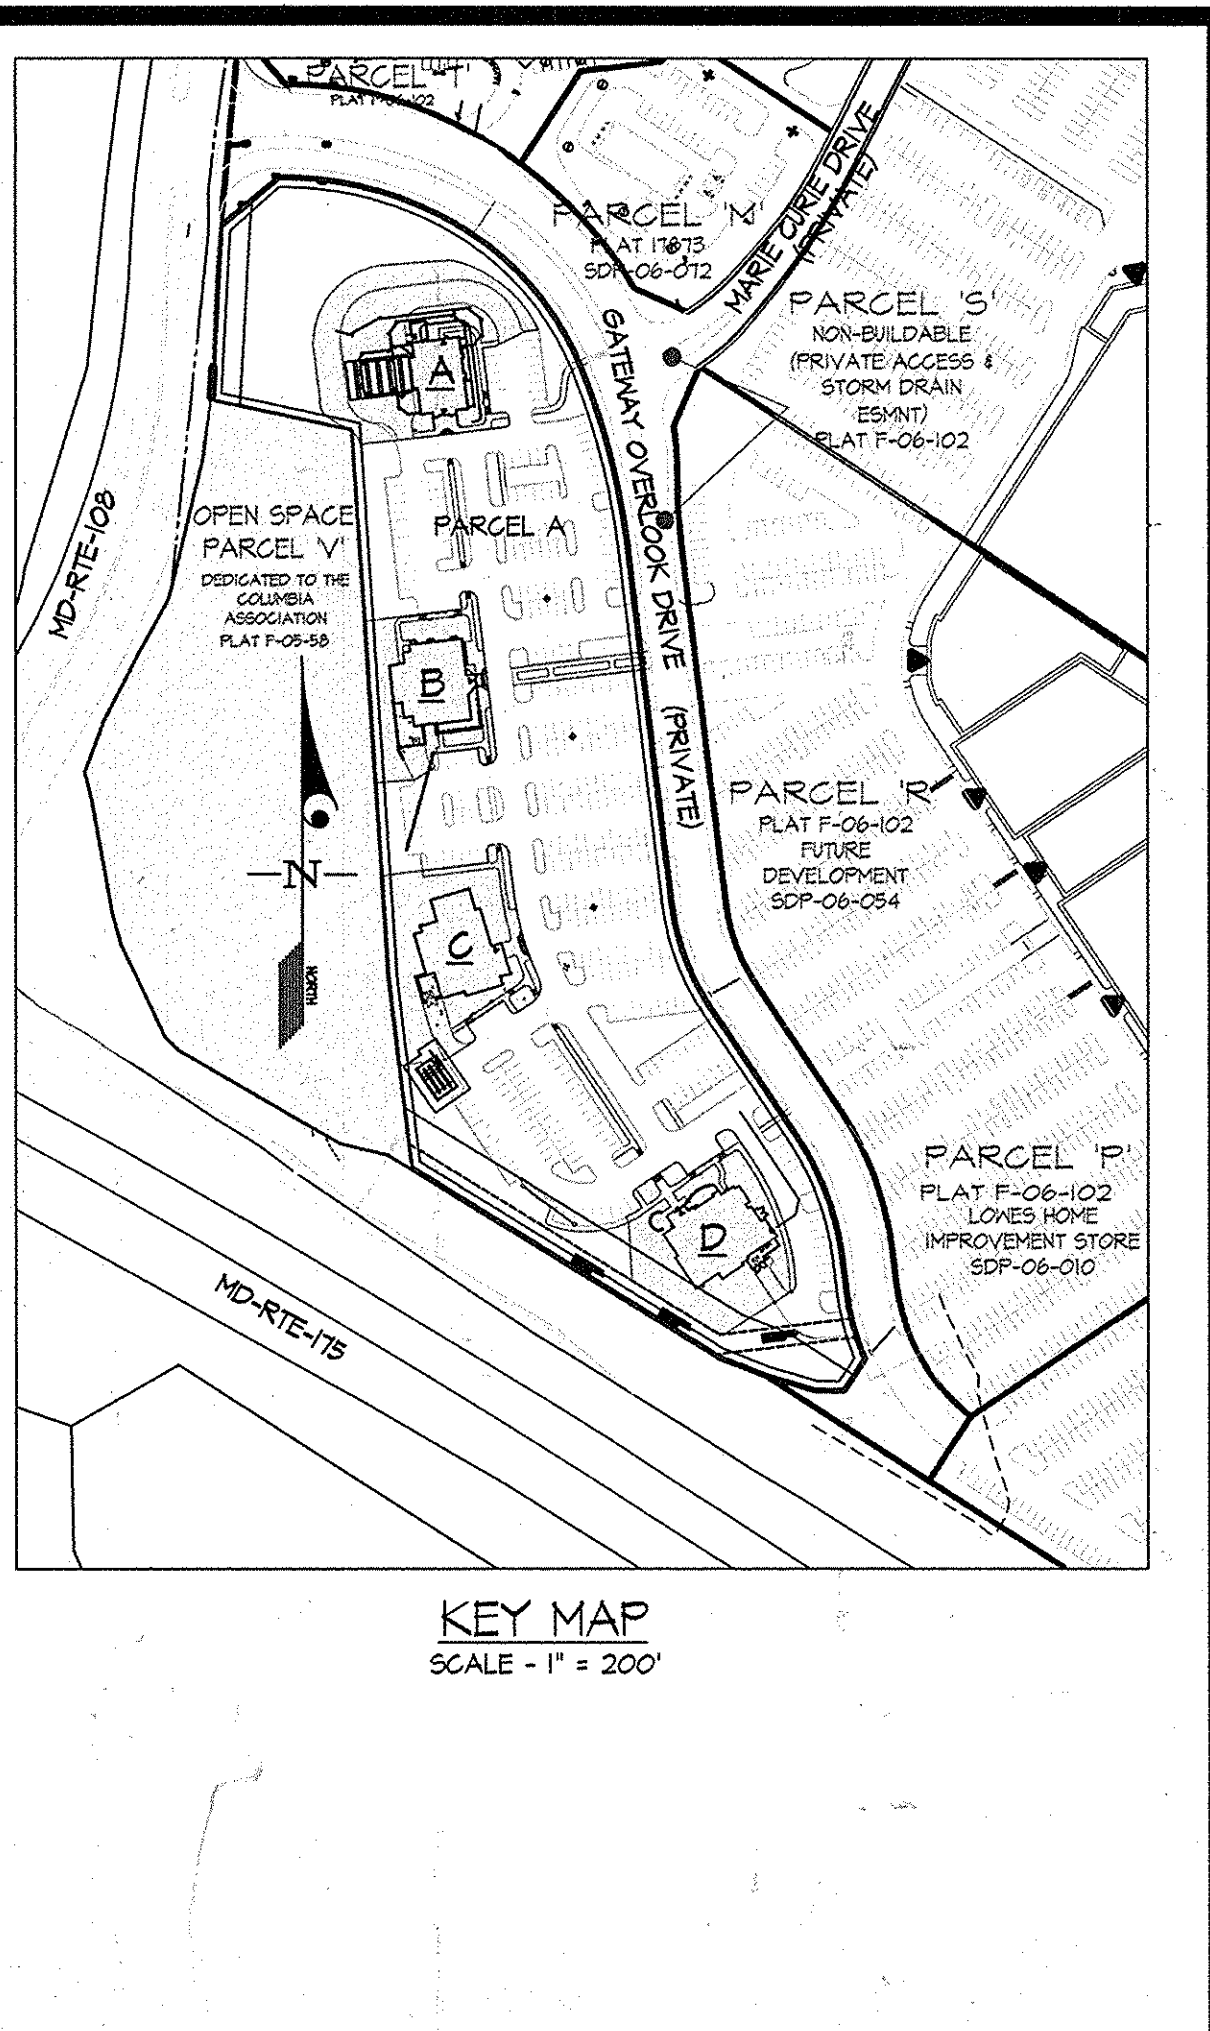 PARCEL 'T'
PLAT F-06-102
PARCEL 'M'
PLAT 17873
SDP-06-072
MARIE CURIE DRIVE
(PRIVATE)
PARCEL 'S'
NON-BUILDABLE
(PRIVATE ACCESS &
STORM DRAIN
ESMNT)
PLAT F-06-102
GATEWAY OVERLOOK DRIVE (PRIVATE)
A
MD-RTE-108
OPEN SPACE
PARCEL 'V'
DEDICATED TO THE
COLUMBIA
ASSOCIATION
PLAT F-05-58
PARCEL A
B
N
NORTH
C
PARCEL 'R'
PLAT F-06-102
FUTURE
DEVELOPMENT
SDP-06-054
PARCEL 'P'
PLAT F-06-102
LOWES HOME
IMPROVEMENT STORE
SDP-06-010
D
MD-RTE-175
KEY MAP
SCALE - 1" = 200'